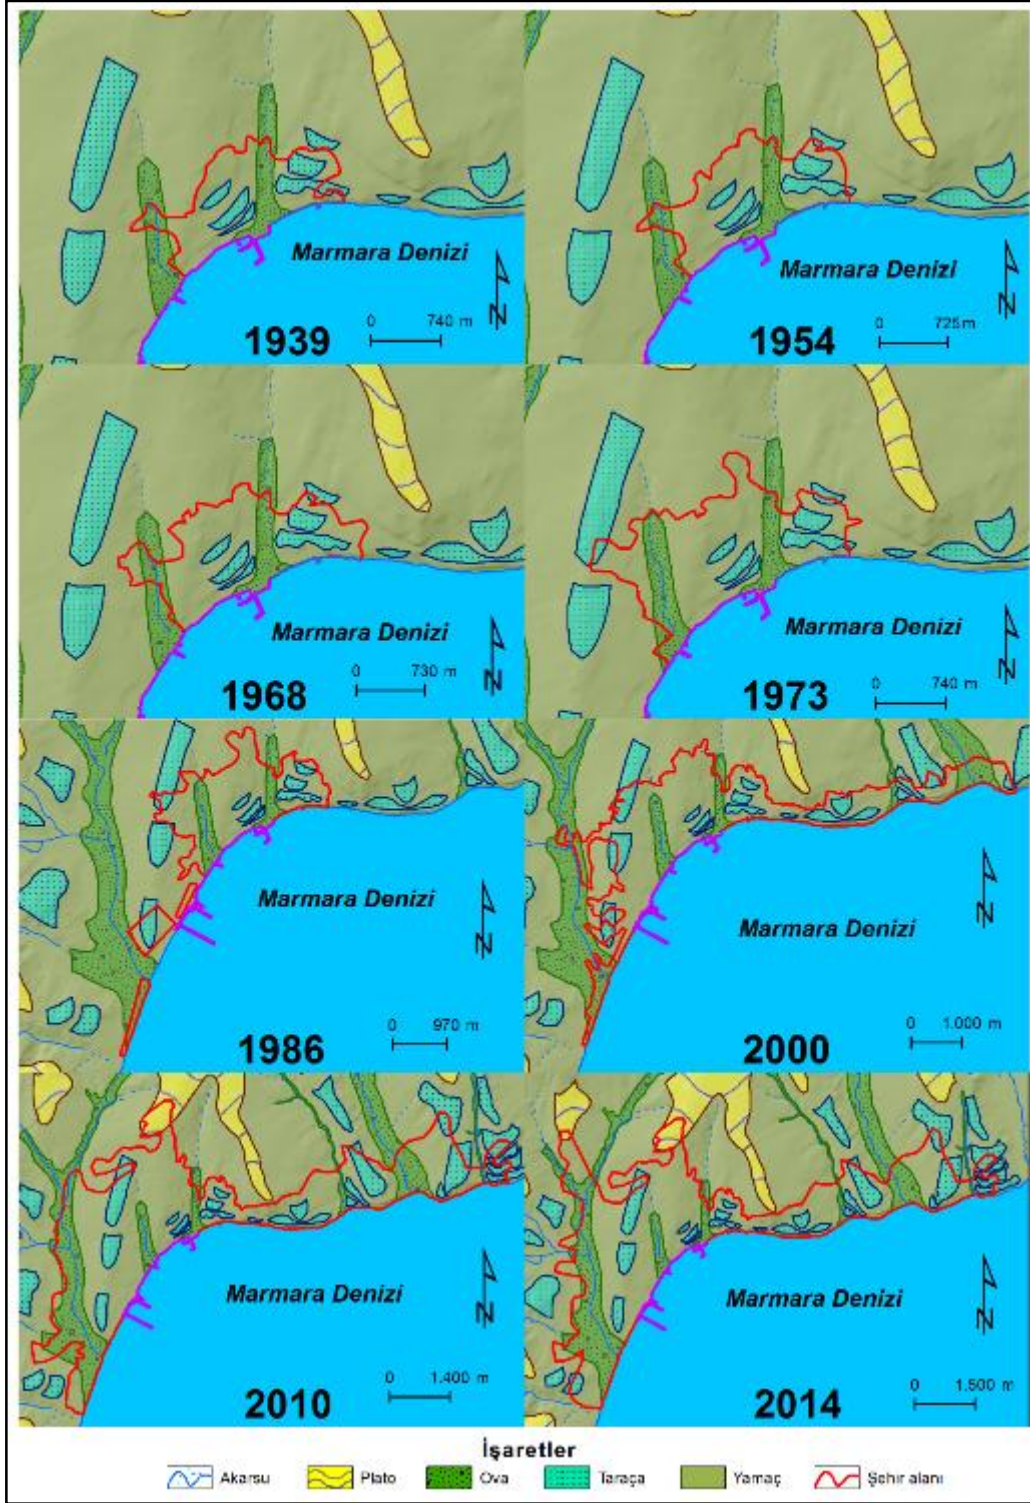 Marmara Denizi
N
1939
0 740 m
Marmara Denizi
N
1954
0 725m
Marmara Denizi
N
1968
0 730 m
Marmara Denizi
N
1973
0 740 m
Marmara Denizi
N
1986
0 970 m
Marmara Denizi
N
2000
0 1.000 m
Marmara Denizi
N
2010
0 1.400 m
Marmara Denizi
N
2014
0 1.500 m
İşaretler
Akarsu Plato Ova Taraça Yamaç Şehir alanı